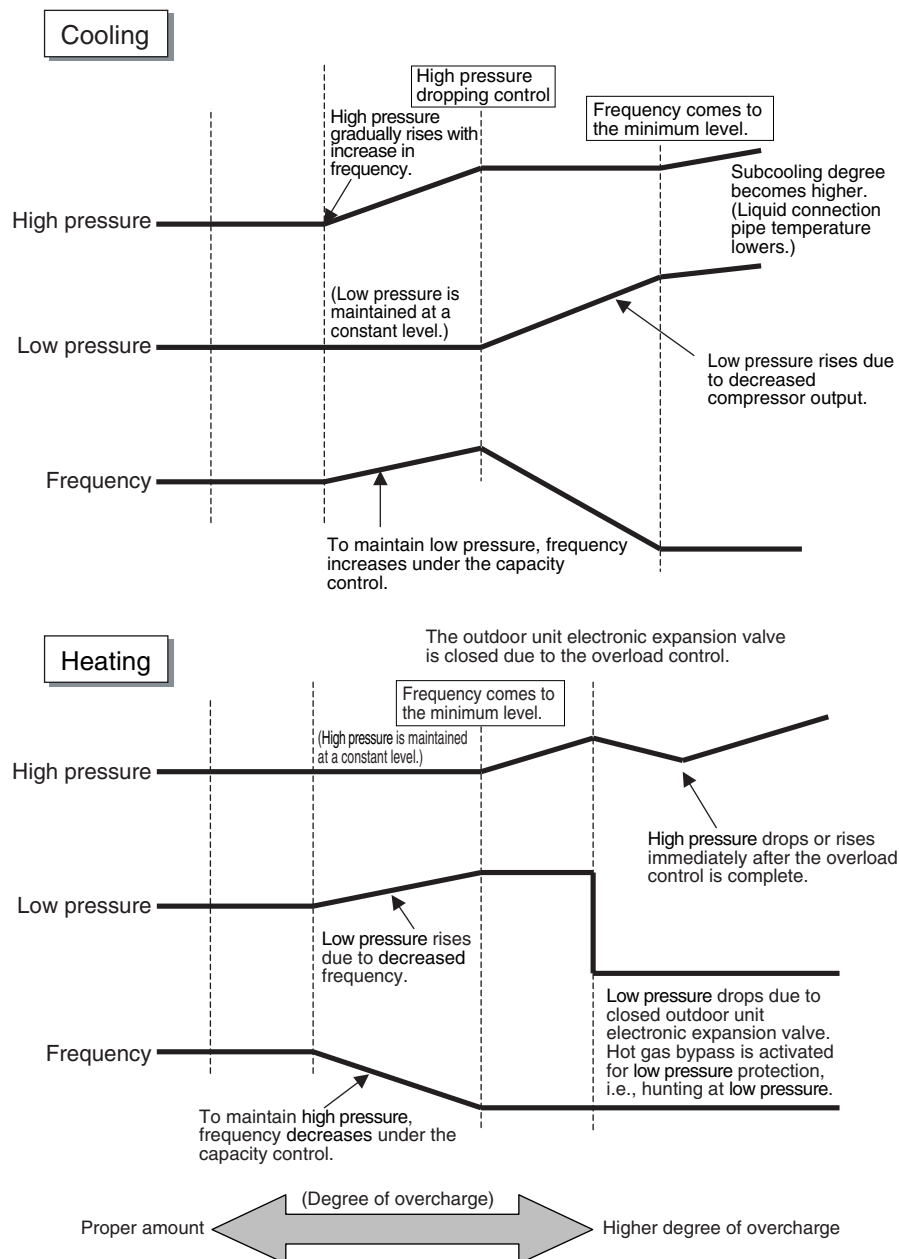 Cooling
High pressure
dropping control
Frequency comes to
the minimum level.
High pressure
gradually rises with
increase in
frequency.
Subcooling degree
becomes higher.
(Liquid connection
pipe temperature
lowers.)
High pressure
(Low pressure is
maintained at a
constant level.)
Low pressure
Low pressure rises due
to decreased
compressor output.
Frequency
To maintain low pressure, frequency
increases under the capacity
control.
Heating
The outdoor unit electronic expansion valve
is closed due to the overload control.
Frequency comes to
the minimum level.
(High pressure is maintained
at a constant level.)
High pressure
High pressure drops or rises
immediately after the overload
control is complete.
Low pressure
Low pressure rises
due to decreased
frequency.
Low pressure drops due to
closed outdoor unit
electronic expansion valve.
Hot gas bypass is activated
for low pressure protection,
i.e., hunting at low pressure.
Frequency
To maintain high pressure,
frequency decreases under the
capacity control.
(Degree of overcharge)
Proper amount
Higher degree of overcharge